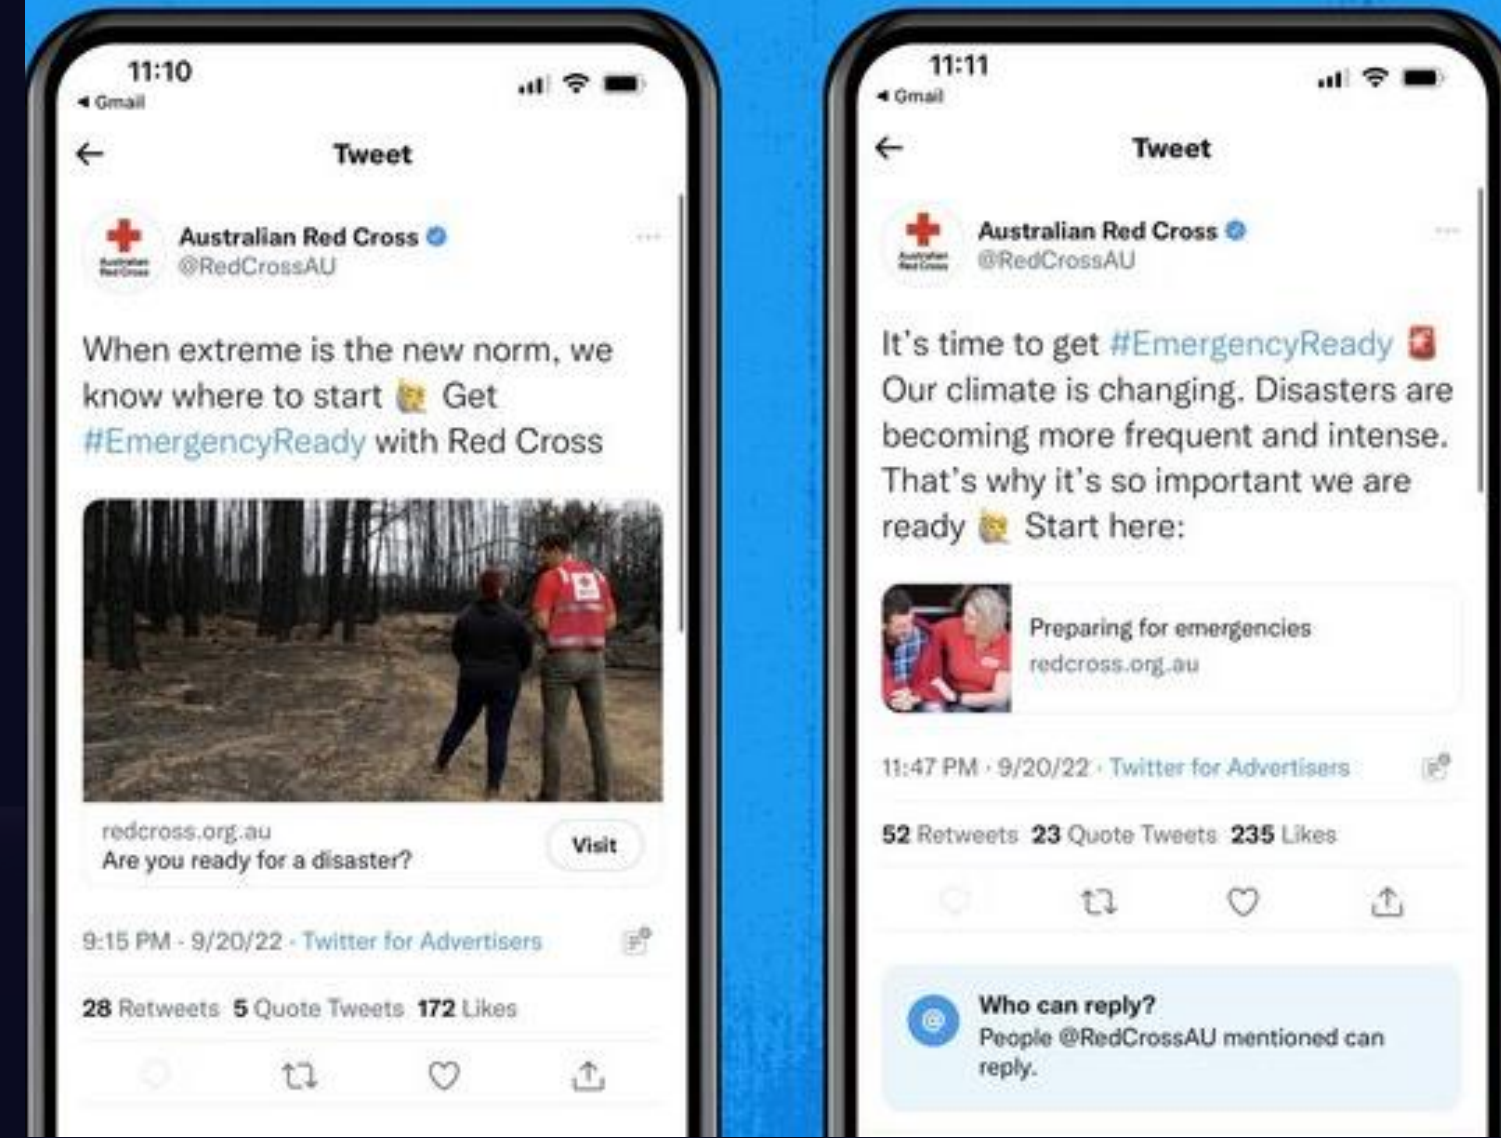 11:10
Gmail
Tweet
Australian Red Cross
@RedCrossAU
When extreme is the new norm, we
know where to start 🙋 Get
#EmergencyReady with Red Cross
redcross.org.au
Are you ready for a disaster?
Visit
9:15 PM · 9/20/22 · Twitter for Advertisers
28 Retweets 5 Quote Tweets 172 Likes
11:11
Gmail
Tweet
Australian Red Cross
@RedCrossAU
It's time to get #EmergencyReady 🚨
Our climate is changing. Disasters are
becoming more frequent and intense.
That's why it's so important we are
ready 🙋 Start here:
Preparing for emergencies
redcross.org.au
11:47 PM · 9/20/22 · Twitter for Advertisers
52 Retweets 23 Quote Tweets 235 Likes
Who can reply?
People @RedCrossAU mentioned can
reply.